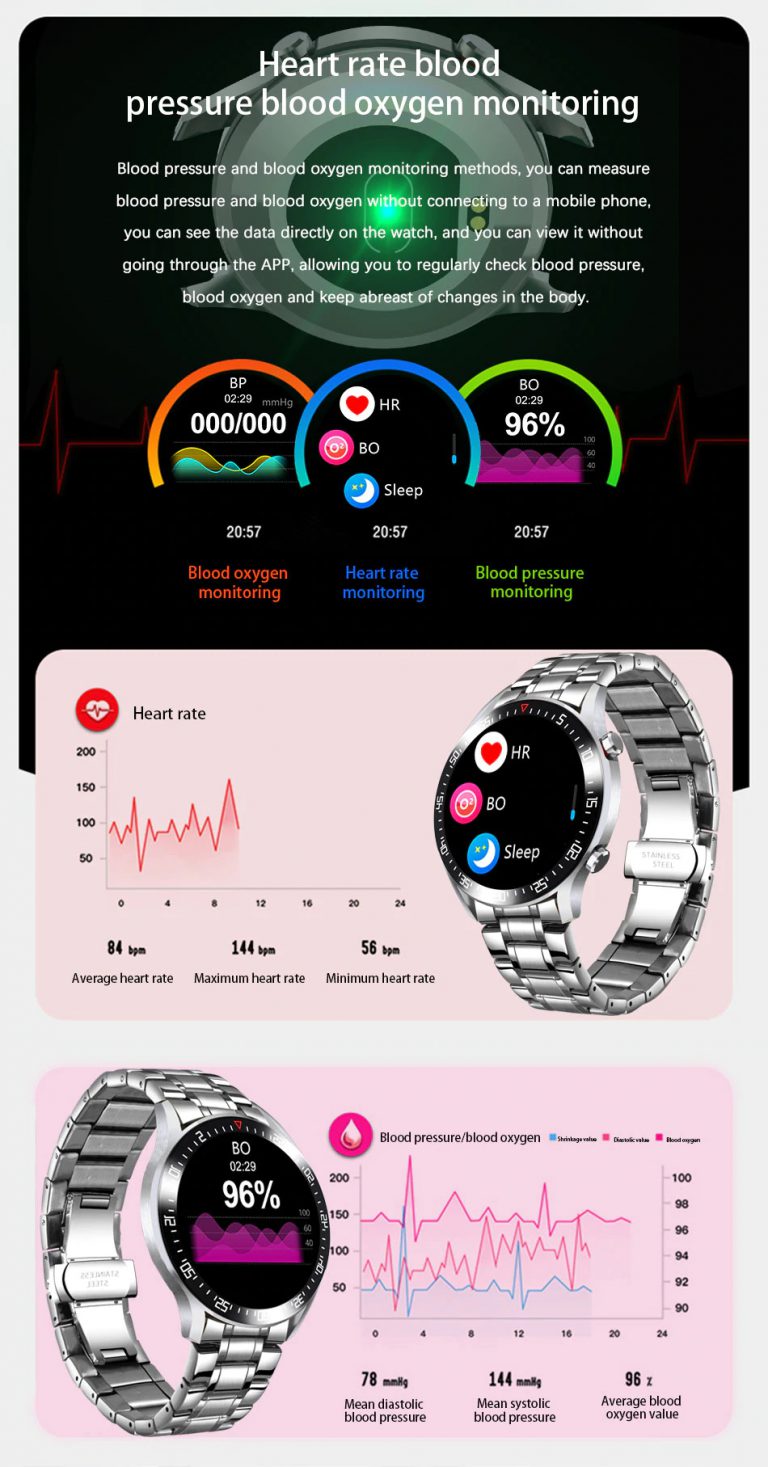 Heart rate blood
pressure blood oxygen monitoring
Blood pressure and blood oxygen monitoring methods, you can measure
blood pressure and blood oxygen without connecting to a mobile phone,
you can see the data directly on the watch, and you can view it without
going through the APP, allowing you to regularly check blood pressure,
blood oxygen and keep abreast of changes in the body.
BP
02:29 mmHg
000/000
HR
O²
BO
Sleep
BO
02:29
96%
100
60
40
20:57
20:57
20:57
Blood oxygen
monitoring
Heart rate
monitoring
Blood pressure
monitoring
Heart rate
200
150
100
50
0 4 8 12 16 20 24
84 bpm
144 bpm
56 bpm
Average heart rate
Maximum heart rate
Minimum heart rate
HR
O²
BO
Sleep
5
15
20
25
35
45
50
STAINLESS
STEEL
BO
02:29
96%
100
60
40
STAINLESS
STEEL
Blood pressure/blood oxygen
Shrinkage value
Diastolic value
Blood oxygen
200
150
100
50
100
98
96
94
92
90
0 4 8 12 16 20 24
78 mmHg
144 mmHg
96 %
Mean diastolic
blood pressure
Mean systolic
blood pressure
Average blood
oxygen value